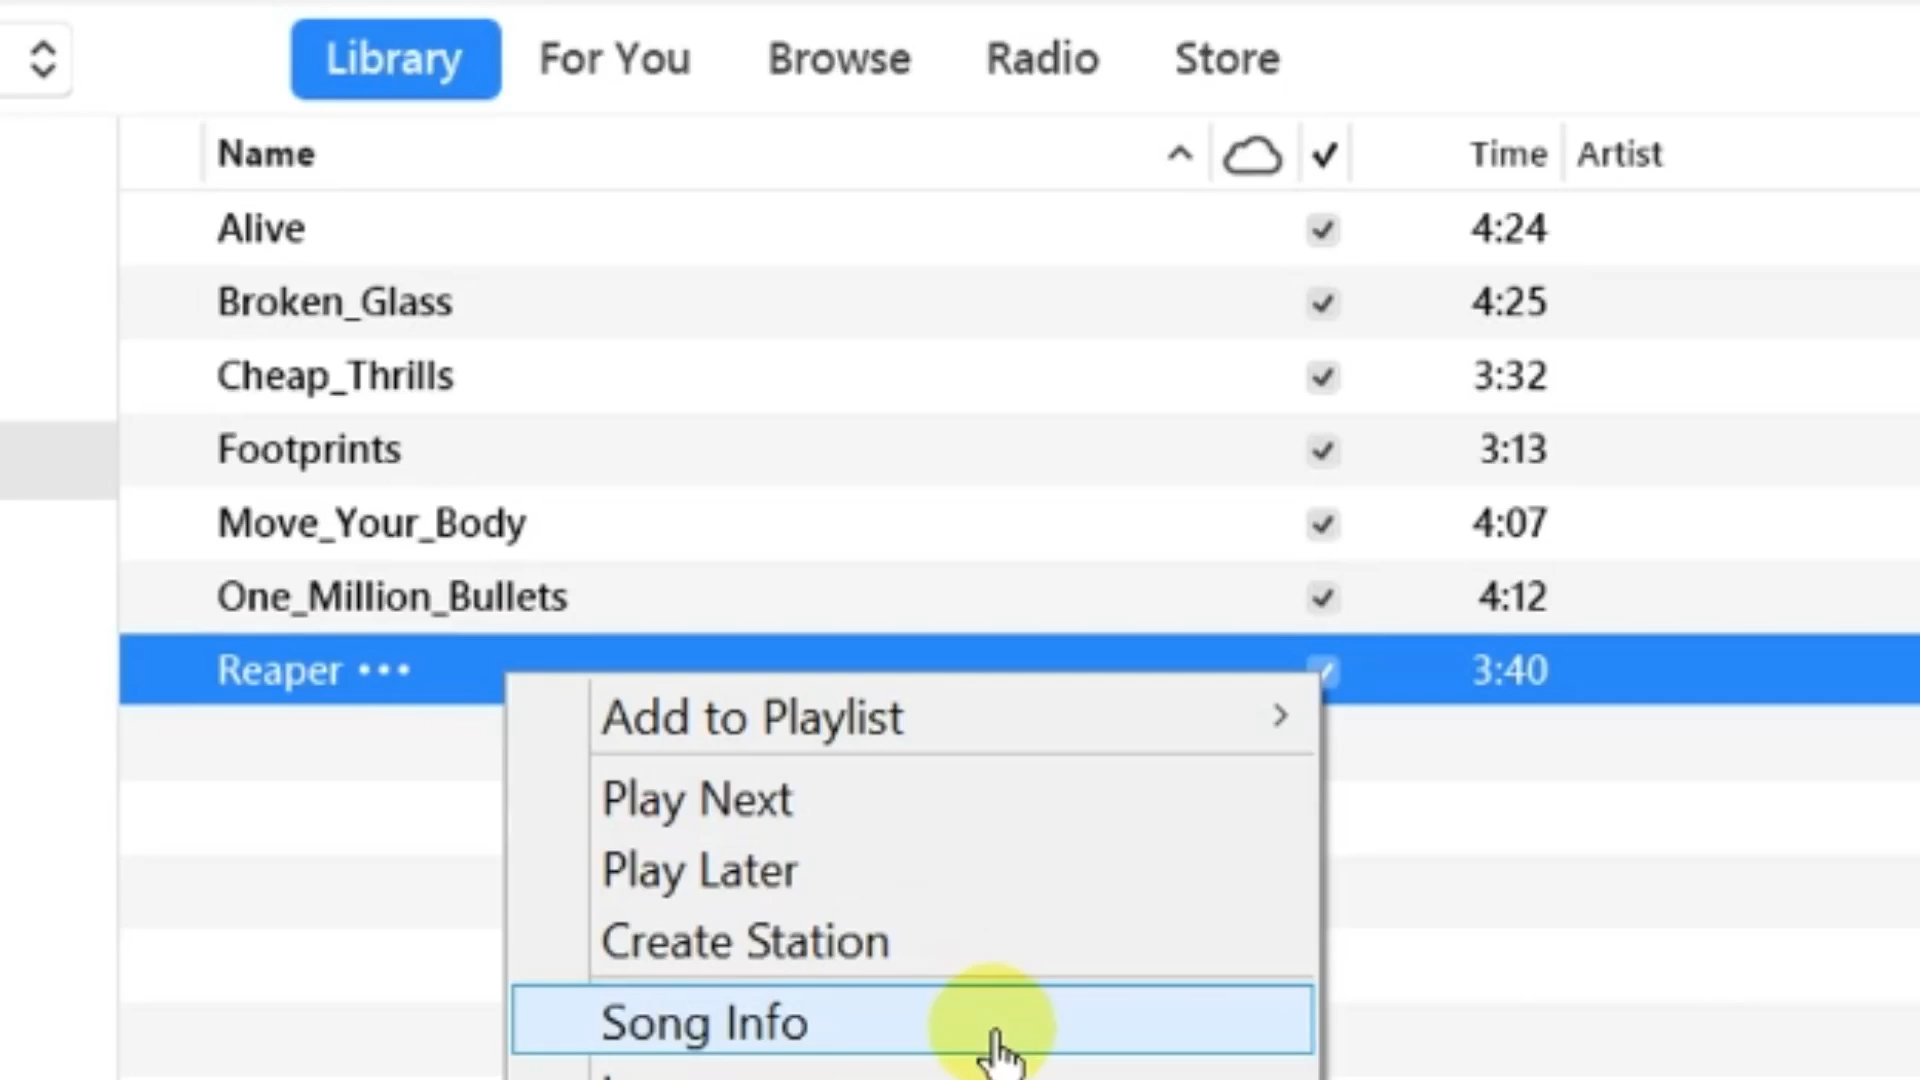 Library For You Browse Radio Store
Name Time Artist
Alive 4:24
Broken_Glass 4:25
Cheap_Thrills 3:32
Footprints 3:13
Move_Your_Body 4:07
One_Million_Bullets 4:12
Reaper ••• 3:40
Add to Playlist
Play Next
Play Later
Create Station
Song Info